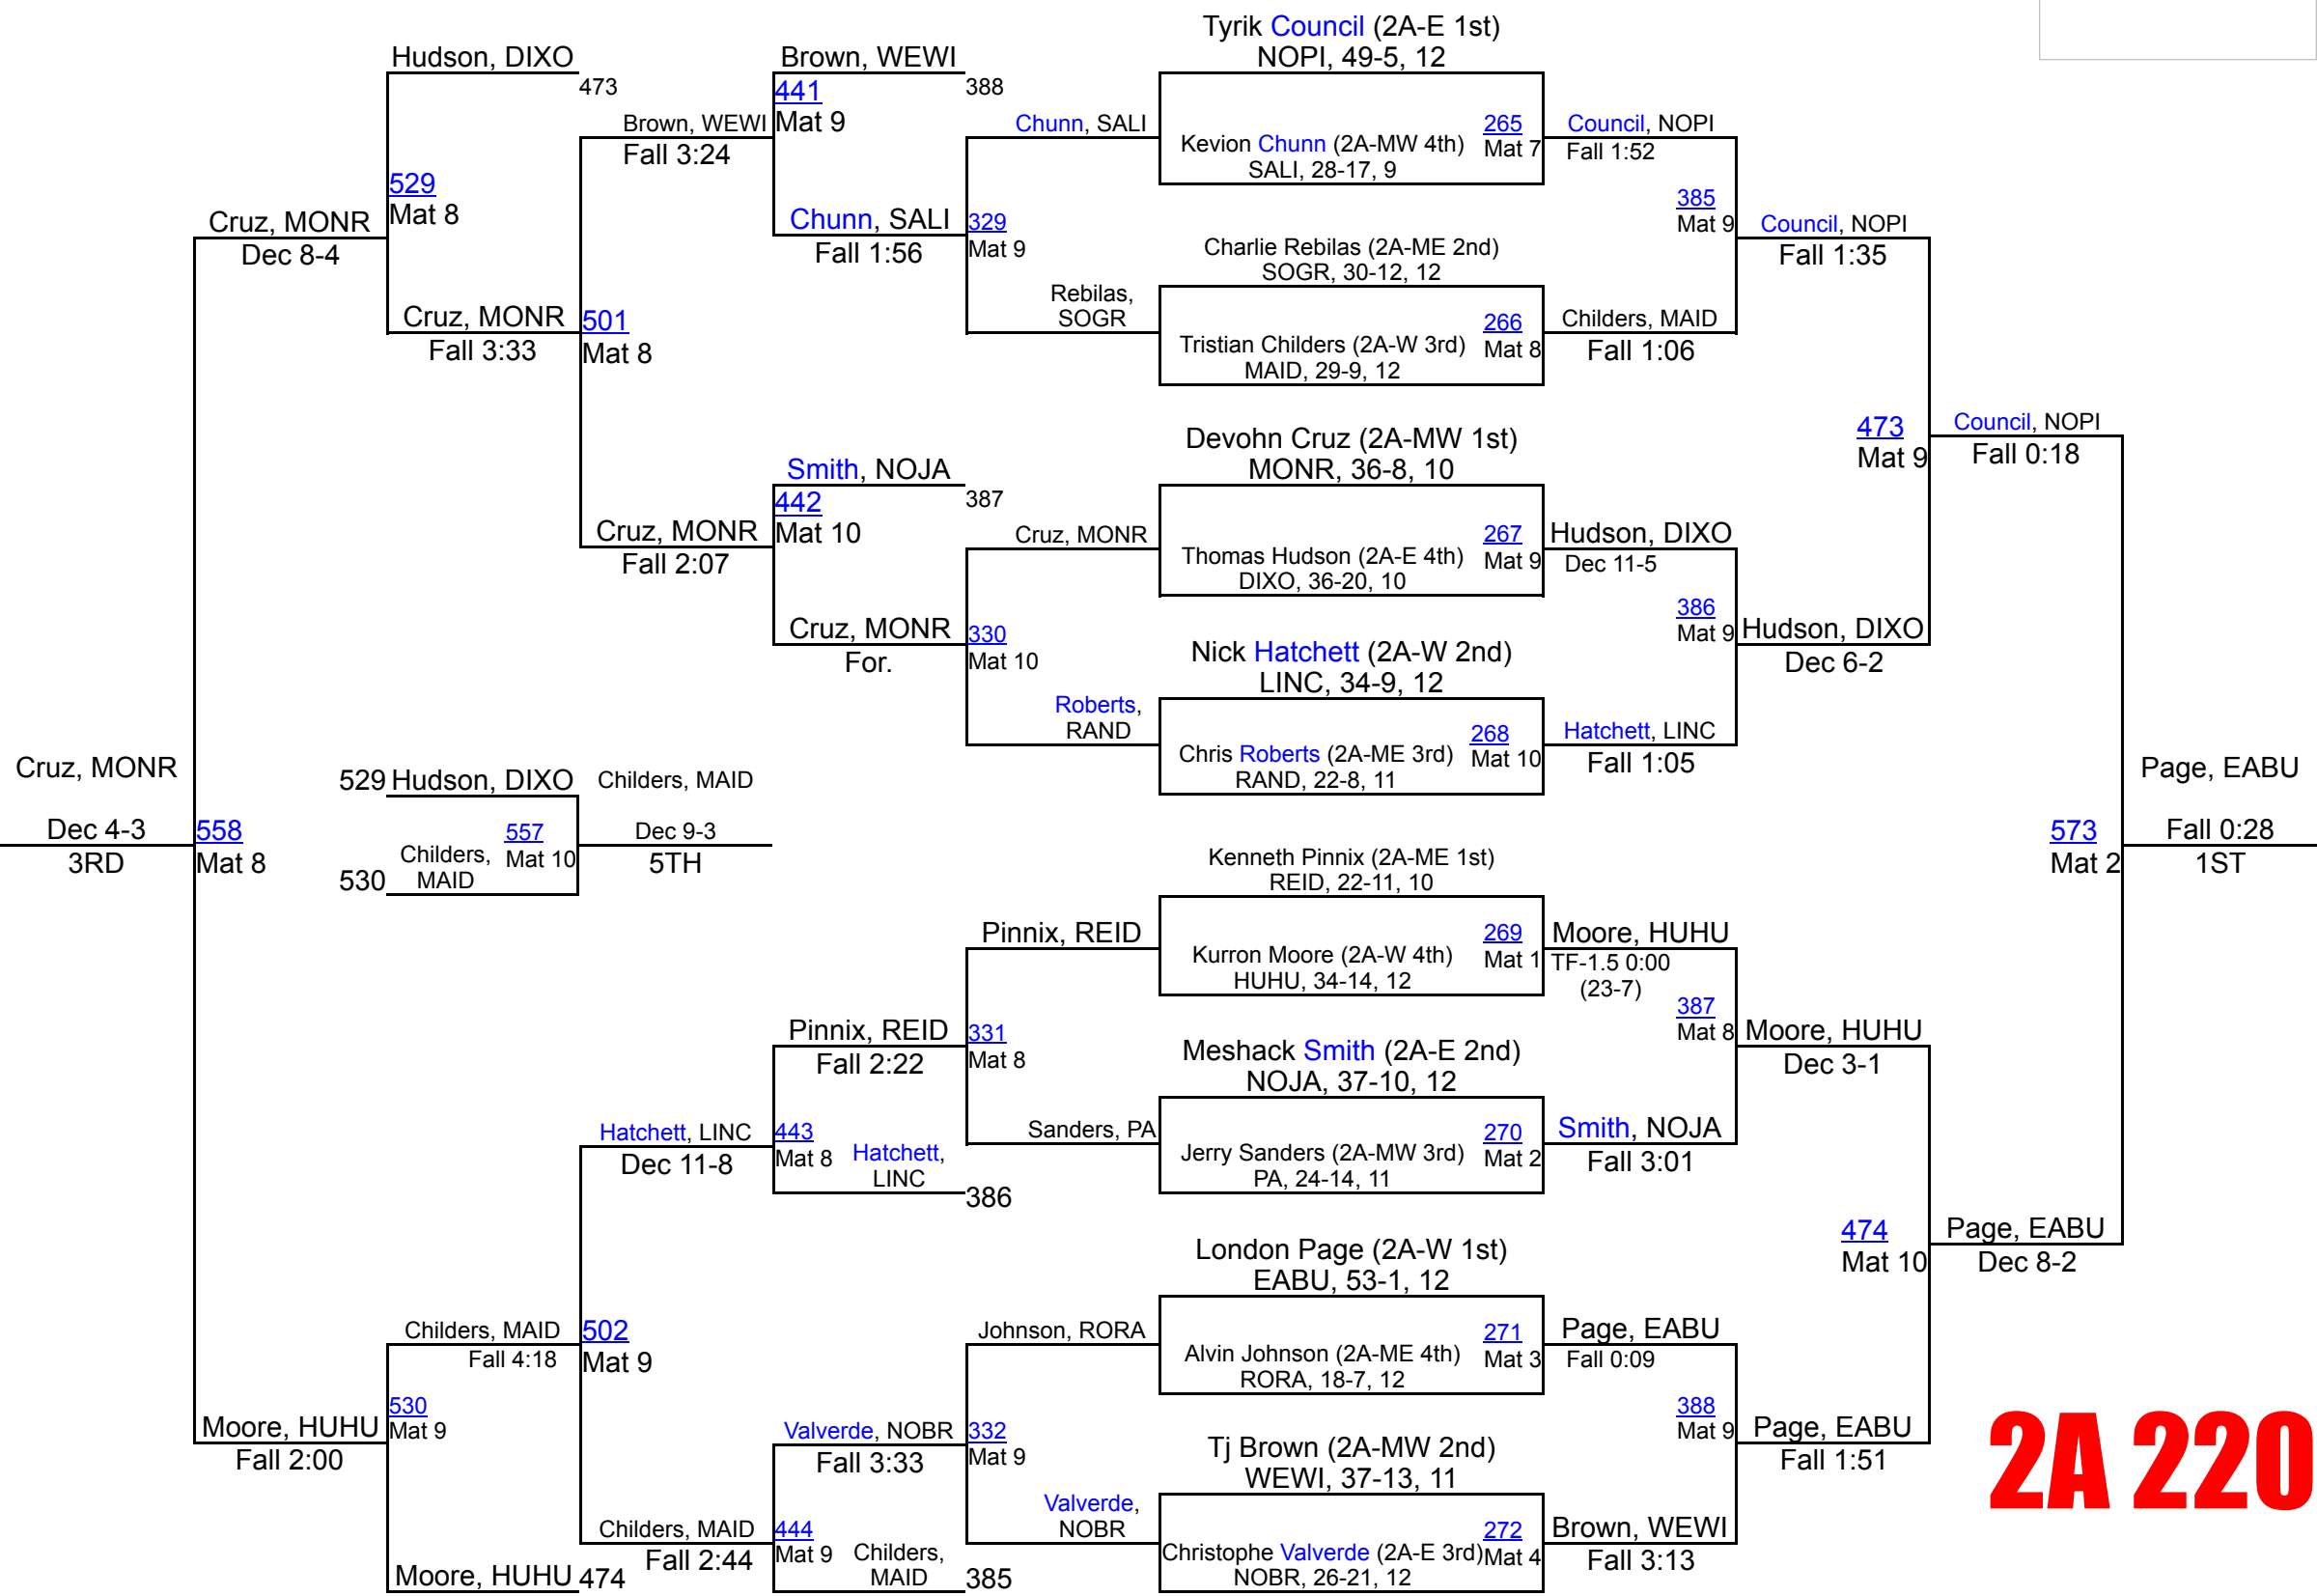 Tyrik Council (2A-E 1st)
NOPI, 49-5, 12
Hudson, DIXO
473
Brown, WEWI
388
441
Mat 9
Brown, WEWI
Fall 3:24
Chunn, SALI
Kevion Chunn (2A-MW 4th)
SALI, 28-17, 9
265
Mat 7
Council, NOPI
Fall 1:52
529
Mat 8
Cruz, MONR
Dec 8-4
Chunn, SALI
Fall 1:56
329
Mat 9
385
Mat 9
Council, NOPI
Fall 1:35
Charlie Rebilas (2A-ME 2nd)
SOGR, 30-12, 12
Rebilas,
SOGR
Cruz, MONR
Fall 3:33
501
Mat 8
Tristian Childers (2A-W 3rd)
MAID, 29-9, 12
266
Mat 8
Childers, MAID
Fall 1:06
Devohn Cruz (2A-MW 1st)
MONR, 36-8, 10
473
Mat 9
Council, NOPI
Fall 0:18
Smith, NOJA
387
442
Mat 10
Cruz, MONR
Fall 2:07
Cruz, MONR
Thomas Hudson (2A-E 4th)
DIXO, 36-20, 10
267
Mat 9
Hudson, DIXO
Dec 11-5
Cruz, MONR
For.
330
Mat 10
386
Mat 9
Hudson, DIXO
Dec 6-2
Nick Hatchett (2A-W 2nd)
LINC, 34-9, 12
Roberts,
RAND
Chris Roberts (2A-ME 3rd)
RAND, 22-8, 11
268
Mat 10
Hatchett, LINC
Fall 1:05
Cruz, MONR
Dec 4-3
3RD
558
Mat 8
529
Hudson, DIXO
Childers, MAID
557
Mat 10
Dec 9-3
5TH
530
Childers,
MAID
Page, EABU
573
Mat 2
Fall 0:28
1ST
Kenneth Pinnix (2A-ME 1st)
REID, 22-11, 10
Pinnix, REID
Kurron Moore (2A-W 4th)
HUHU, 34-14, 12
269
Mat 1
Moore, HUHU
TF-1.5 0:00
(23-7)
Pinnix, REID
Fall 2:22
331
Mat 8
387
Mat 8
Moore, HUHU
Dec 3-1
Meshack Smith (2A-E 2nd)
NOJA, 37-10, 12
Hatchett, LINC
Dec 11-8
443
Mat 8
Hatchett,
LINC
386
Sanders, PA
Jerry Sanders (2A-MW 3rd)
PA, 24-14, 11
270
Mat 2
Smith, NOJA
Fall 3:01
London Page (2A-W 1st)
EABU, 53-1, 12
474
Mat 10
Page, EABU
Dec 8-2
Childers, MAID
Fall 4:18
502
Mat 9
Johnson, RORA
Alvin Johnson (2A-ME 4th)
RORA, 18-7, 12
271
Mat 3
Page, EABU
Fall 0:09
Moore, HUHU
Fall 2:00
530
Mat 9
Valverde, NOBR
Fall 3:33
332
Mat 9
388
Mat 9
Page, EABU
Fall 1:51
Tj Brown (2A-MW 2nd)
WEWI, 37-13, 11
Valverde,
NOBR
Childers, MAID
Fall 2:44
444
Mat 9
Childers,
MAID
385
Christophe Valverde (2A-E 3rd)
NOBR, 26-21, 12
272
Mat 4
Brown, WEWI
Fall 3:13
Moore, HUHU
474
2A 220